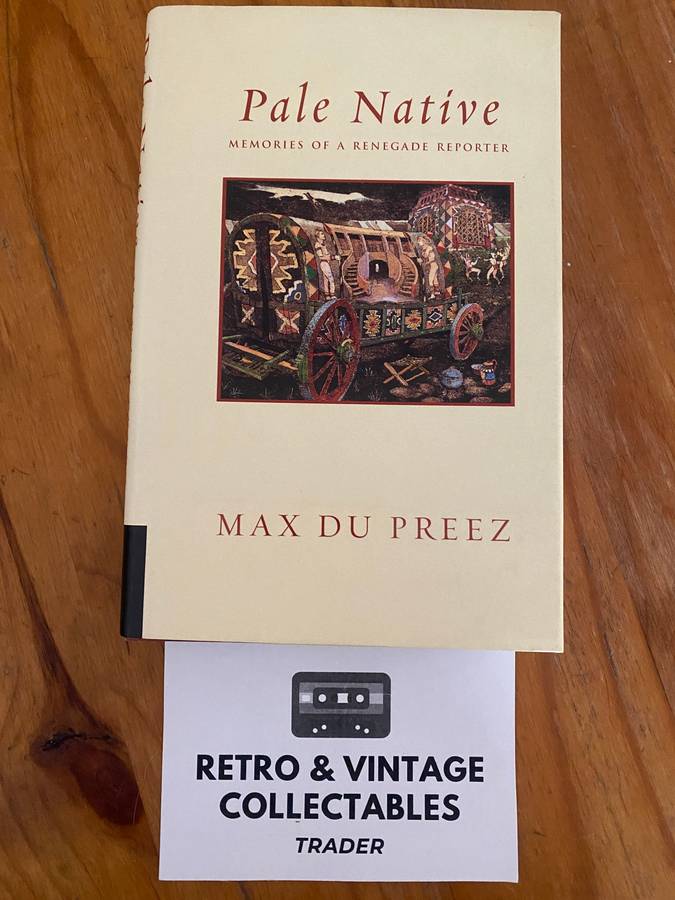 Pale Native
MEMORIES OF A RENEGADE REPORTER
MAX DU PREEZ
RETRO & VINTAGE
COLLECTABLES
TRADER